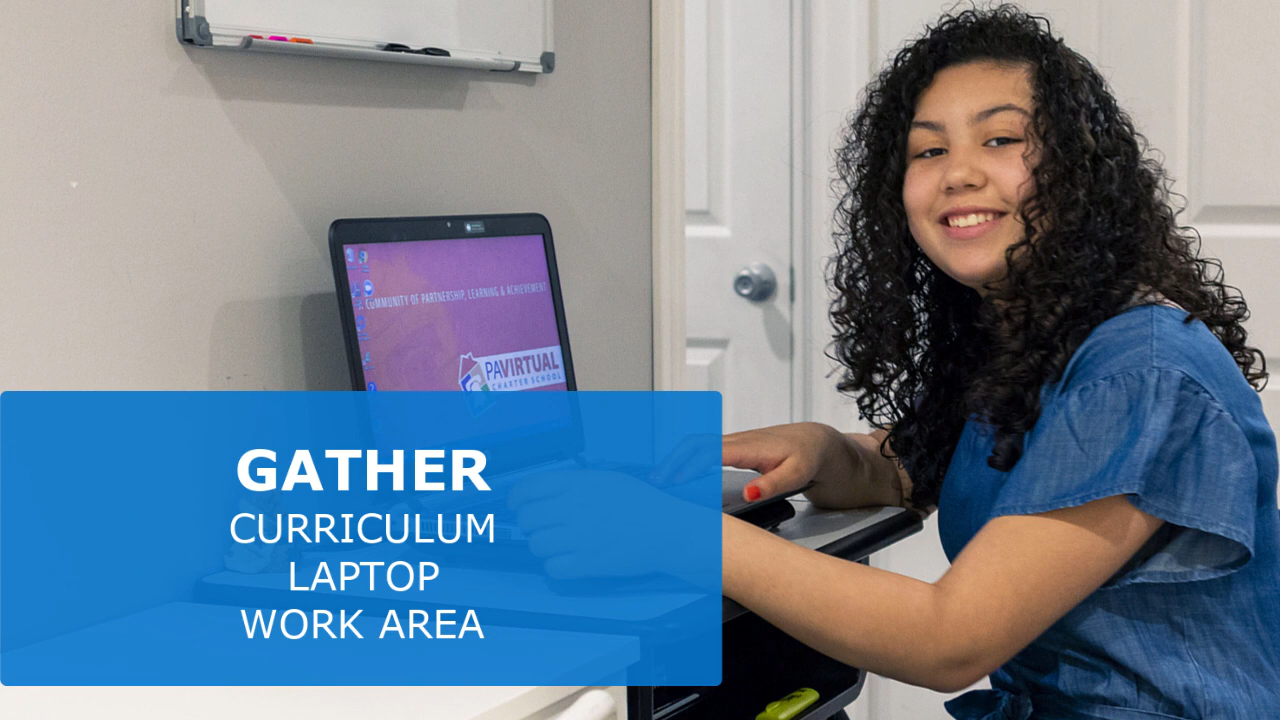 COMMUNITY OF PARTNERSHIP, LEARNING & ACHIEVEMENT
PAVIRTUAL
CHARTER SCHOOL
GATHER
CURRICULUM
LAPTOP
WORK AREA